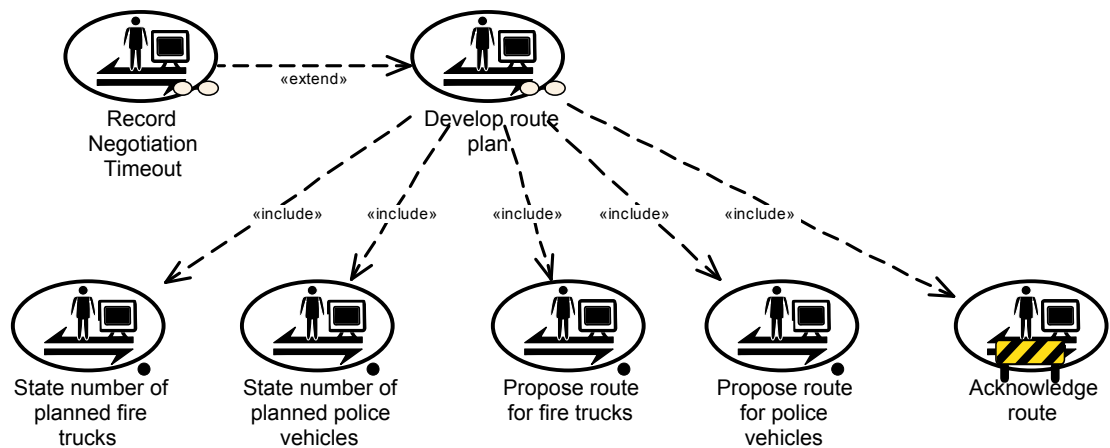 «extend»
Record
Negotiation
Timeout
Develop route
plan
«include»
«include»
«include»
«include»
«include»
State number of
planned fire
trucks
State number of
planned police
vehicles
Propose route
for fire trucks
Propose route
for police
vehicles
Acknowledge
route